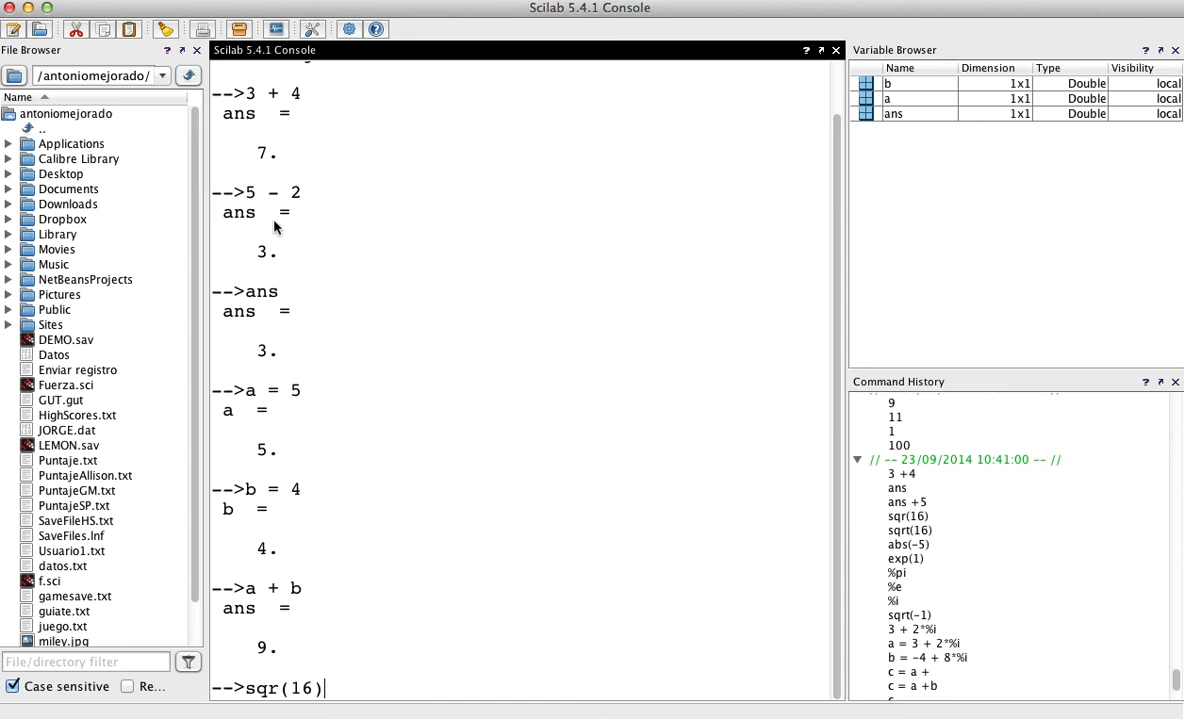 Scilab 5.4.1 Console
File Browser ? ↗ ×
/antoniomejorado/
Name
antoniomejorado
..
Applications
Calibre Library
Desktop
Documents
Downloads
Dropbox
Library
Movies
Music
NetBeansProjects
Pictures
Public
Sites
DEMO.sav
Datos
Enviar registro
Fuerza.sci
GUT.gut
HighScores.txt
JORGE.dat
LEMON.sav
Puntaje.txt
PuntajeAllison.txt
PuntajeGM.txt
PuntajeSP.txt
SaveFileHS.txt
SaveFiles.lnf
Usuario1.txt
datos.txt
f.sci
gamesave.txt
guiate.txt
juego.txt
miley.jpg
File/directory filter
Case sensitive Re...
Scilab 5.4.1 Console ? ↗ ×
-->3 + 4
ans =
7.
-->5 - 2
ans =
3.
-->ans
ans =
3.
-->a = 5
a =
5.
-->b = 4
b =
4.
-->a + b
ans =
9.
-->sqr(16)
Variable Browser ? ↗ ×
Name Dimension Type Visibility
b 1x1 Double local
a 1x1 Double local
ans 1x1 Double local
Command History ? ↗ ×
9
11
1
100
// -- 23/09/2014 10:41:00 -- //
3 +4
ans
ans +5
sqr(16)
sqrt(16)
abs(-5)
exp(1)
%pi
%e
%i
sqrt(-1)
3 + 2*%i
a = 3 + 2*%i
b = -4 + 8*%i
c = a +
c = a +b